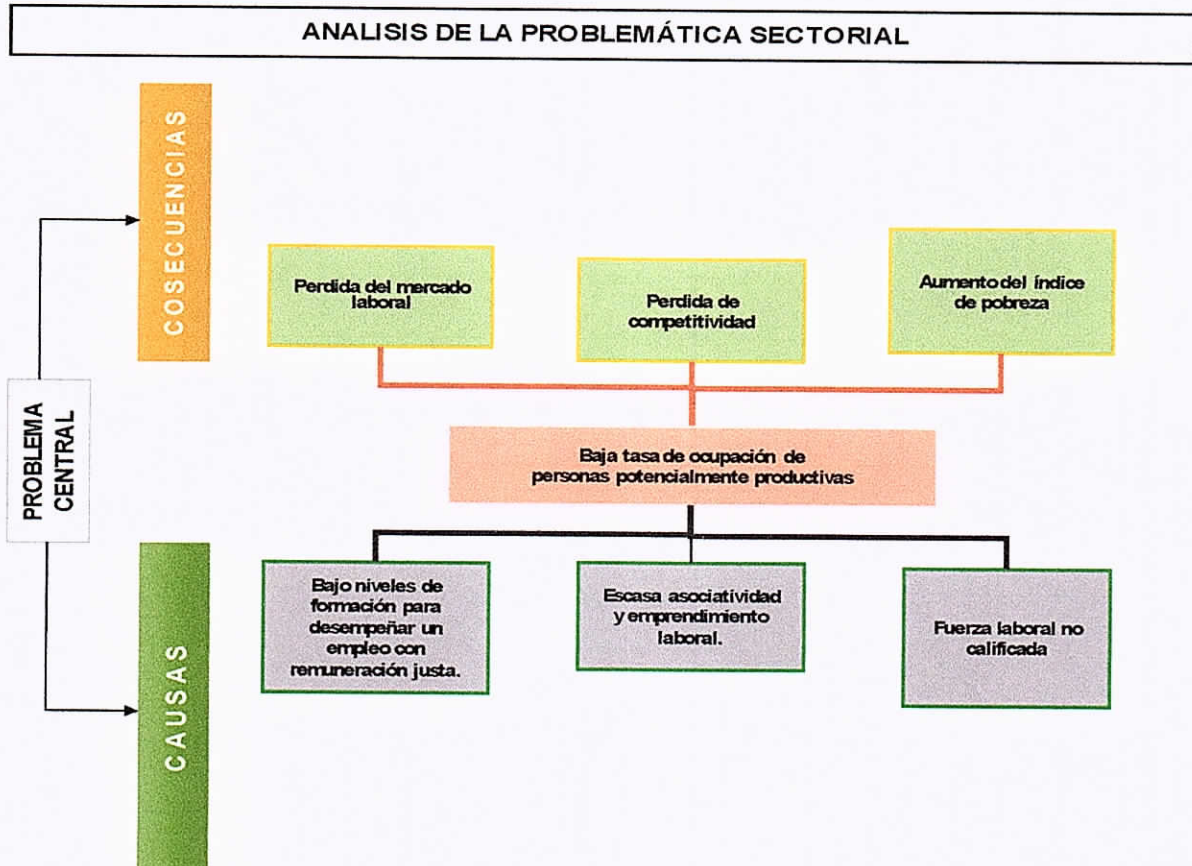 ANALISIS DE LA PROBLEMÁTICA SECTORIAL
COSECUENCIAS
Perdida del mercado
laboral
Perdida de
competitividad
Aumento del índice
de pobreza
PROBLEMA
CENTRAL
Baja tasa de ocupación de
personas potencialmente productivas
CAUSAS
Bajo niveles de
formación para
desempeñar un
empleo con
remuneración justa.
Escasa asociatividad
y emprendimiento
laboral.
Fuerza laboral no
calificada